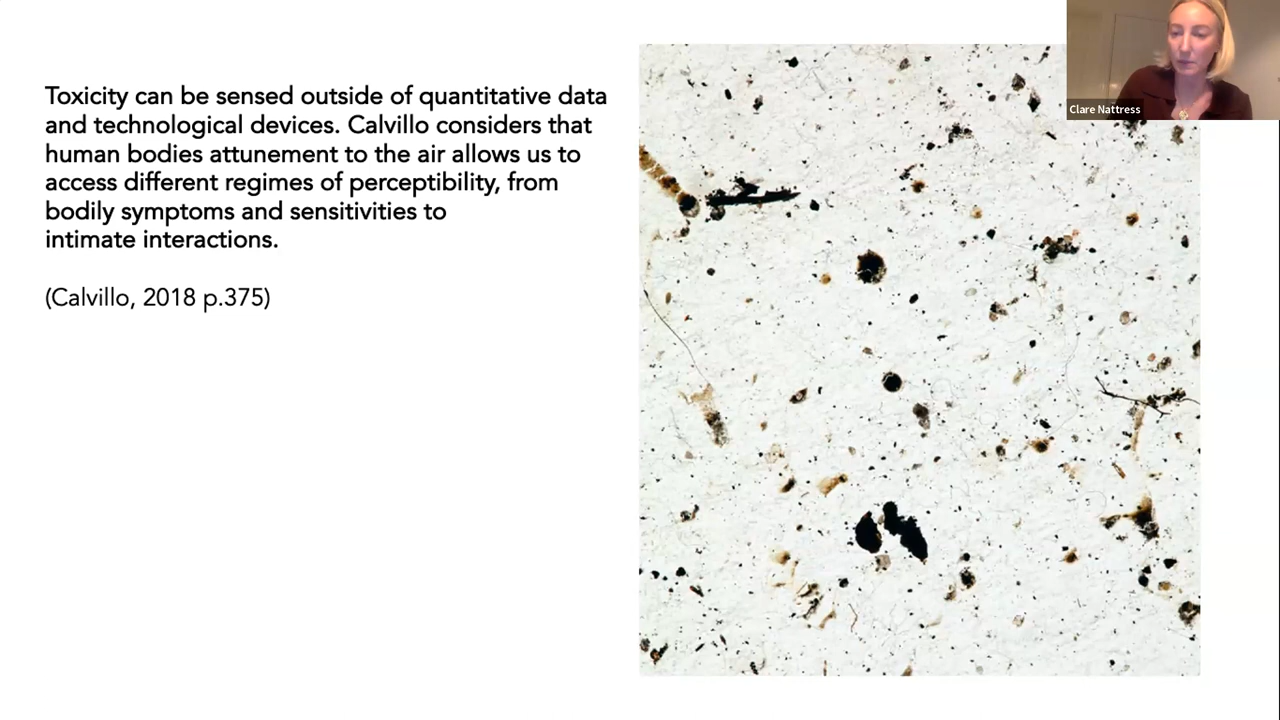 Toxicity can be sensed outside of quantitative data
and technological devices. Calvillo considers that
human bodies attunement to the air allows us to
access different regimes of perceptibility, from
bodily symptoms and sensitivities to
intimate interactions.
(Calvillo, 2018 p.375)
Clare Nattress